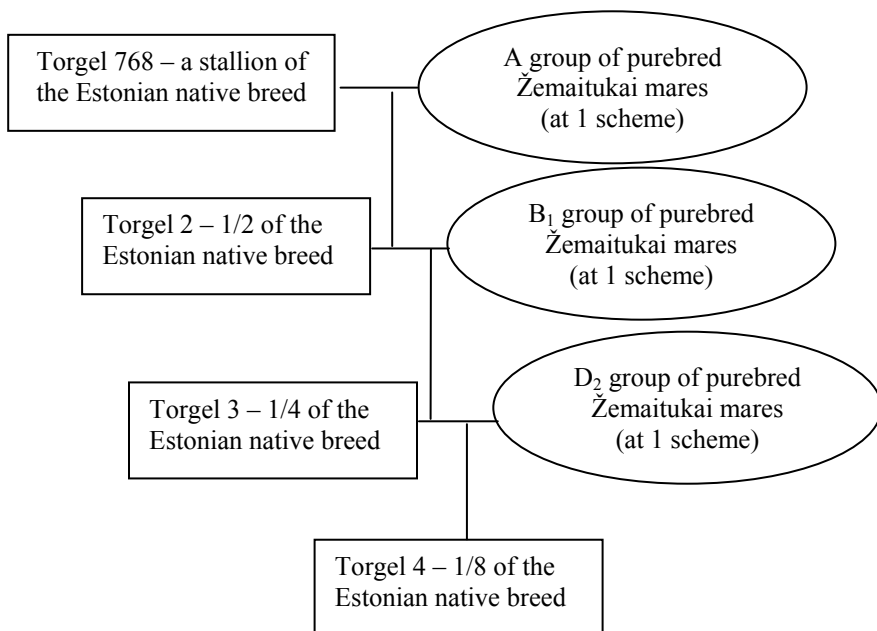 Torgel 768 – a stallion of
the Estonian native breed
A group of purebred
Žemaitukai mares
(at 1 scheme)
Torgel 2 – 1/2 of the
Estonian native breed
B₁ group of purebred
Žemaitukai mares
(at 1 scheme)
Torgel 3 – 1/4 of the
Estonian native breed
D₂ group of purebred
Žemaitukai mares
(at 1 scheme)
Torgel 4 – 1/8 of the
Estonian native breed